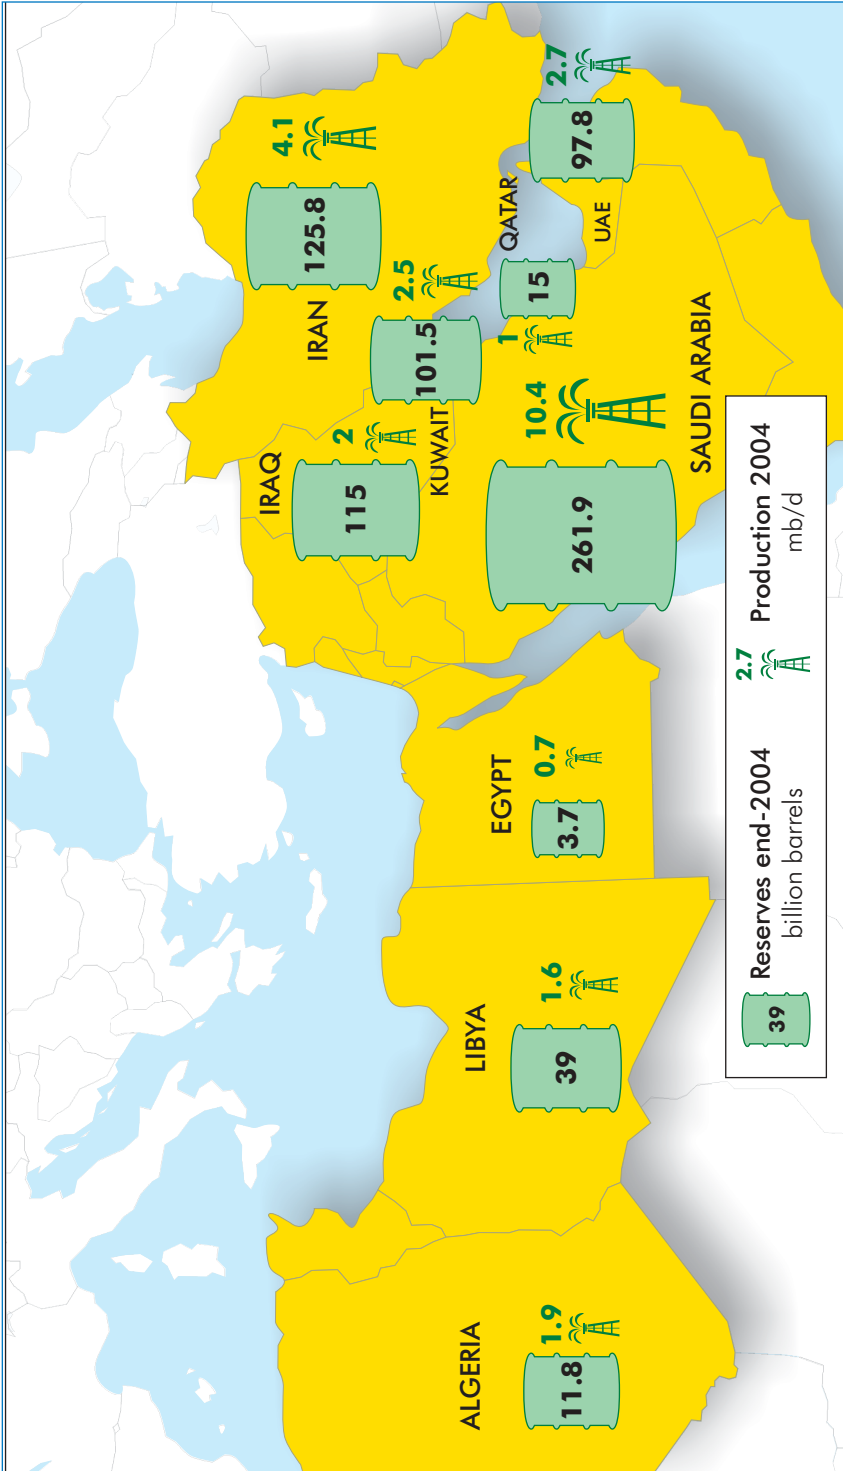 IRAN
125.8
4.1
IRAQ
115
2
KUWAIT
101.5
2.5
QATAR
15
1
UAE
97.8
2.7
SAUDI ARABIA
261.9
10.4
EGYPT
3.7
0.7
LIBYA
39
1.6
ALGERIA
11.8
1.9
39
Reserves end-2004
billion barrels
2.7
Production 2004
mb/d